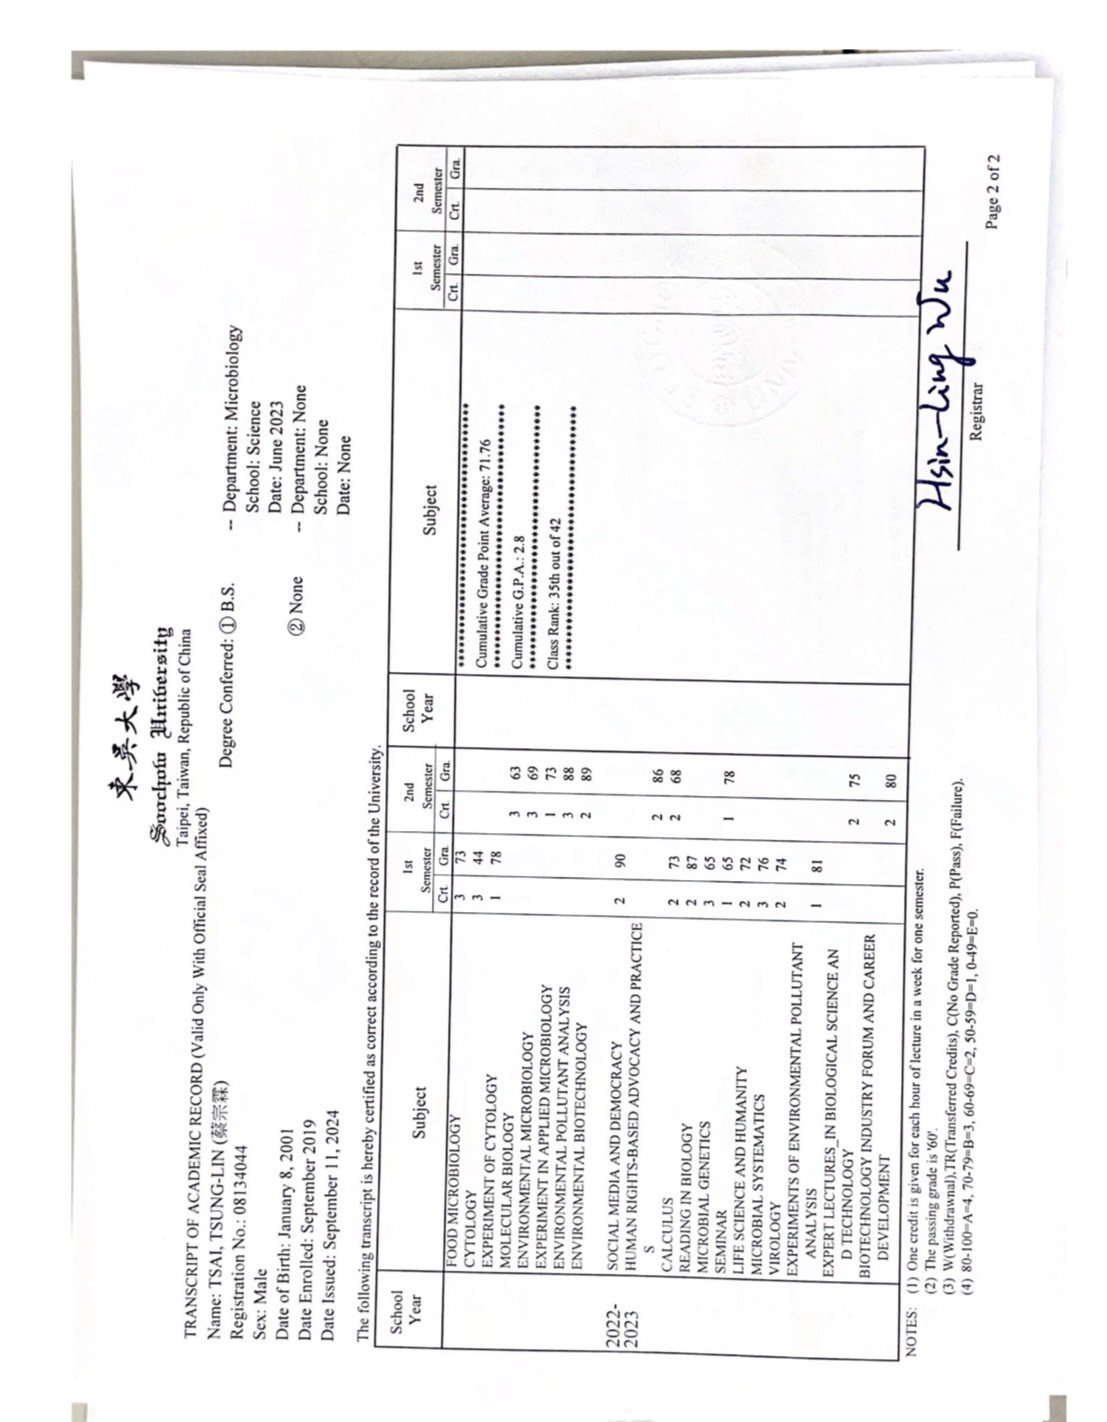 東吳大學
Soochow University
Taipei, Taiwan, Republic of China
TRANSCRIPT OF ACADEMIC RECORD (Valid Only With Official Seal Affixed)
Name: TSAI, TSUNG-LIN (蔡宗霖)
Registration No.: 08134044
Sex: Male
Date of Birth: January 8, 2001
Date Enrolled: September 2019
Date Issued: September 11, 2024
Degree Conferred: ① B.S. -- Department: Microbiology
School: Science
Date: June 2023
② None -- Department: None
School: None
Date: None
The following transcript is hereby certified as correct according to the record of the University.
School Year Subject 1st Semester 2nd Semester School Year Subject 1st Semester 2nd Semester
Crt. Gra. Crt. Gra. Crt. Gra. Crt. Gra.
FOOD MICROBIOLOGY 3 73
CYTOLOGY 3 44
EXPERIMENT OF CYTOLOGY 1 78
MOLECULAR BIOLOGY 3 63
ENVIRONMENTAL MICROBIOLOGY 3 69
EXPERIMENT IN APPLIED MICROBIOLOGY 1 73
ENVIRONMENTAL POLLUTANT ANALYSIS 3 88
ENVIRONMENTAL BIOTECHNOLOGY 2 89
2022-
2023
SOCIAL MEDIA AND DEMOCRACY 2 90
HUMAN RIGHTS-BASED ADVOCACY AND PRACTICE
S 2 86
CALCULUS 2 73 2 68
READING IN BIOLOGY 2 87
MICROBIAL GENETICS 3 65
SEMINAR 1 65 1 78
LIFE SCIENCE AND HUMANITY 2 72
MICROBIAL SYSTEMATICS 3 76
VIROLOGY 2 74
EXPERIMENTS OF ENVIRONMENTAL POLLUTANT
ANALYSIS 1 81
EXPERT LECTURES_IN BIOLOGICAL SCIENCE AN
D TECHNOLOGY 2 75
BIOTECHNOLOGY INDUSTRY FORUM AND CAREER
DEVELOPMENT 2 80
Cumulative Grade Point Average: 71.76
Cumulative G.P.A.: 2.8
Class Rank: 35th out of 42
NOTES: (1) One credit is given for each hour of lecture in a week for one semester.
(2) The passing grade is '60'.
(3) W(Withdrawal),TR(Transferred Credits), C(No Grade Reported), P(Pass), F(Failure).
(4) 80-100=A=4, 70-79=B=3, 60-69=C=2, 50-59=D=1, 0-49=E=0.
Hsin-Ling Wu
Registrar
Page 2 of 2